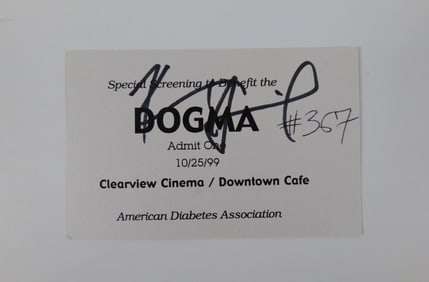 Special Screening to Benefit the
DOGMA
#367
Admit One
10/25/99
Clearview Cinema / Downtown Cafe
American Diabetes Association